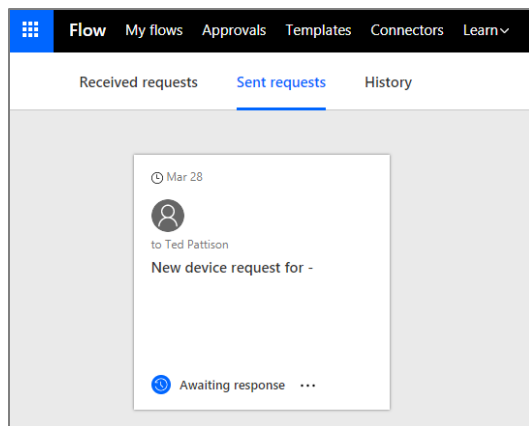 Flow My flows Approvals Templates Connectors Learn
Received requests Sent requests History
Mar 28
to Ted Pattison
New device request for -
Awaiting response ...